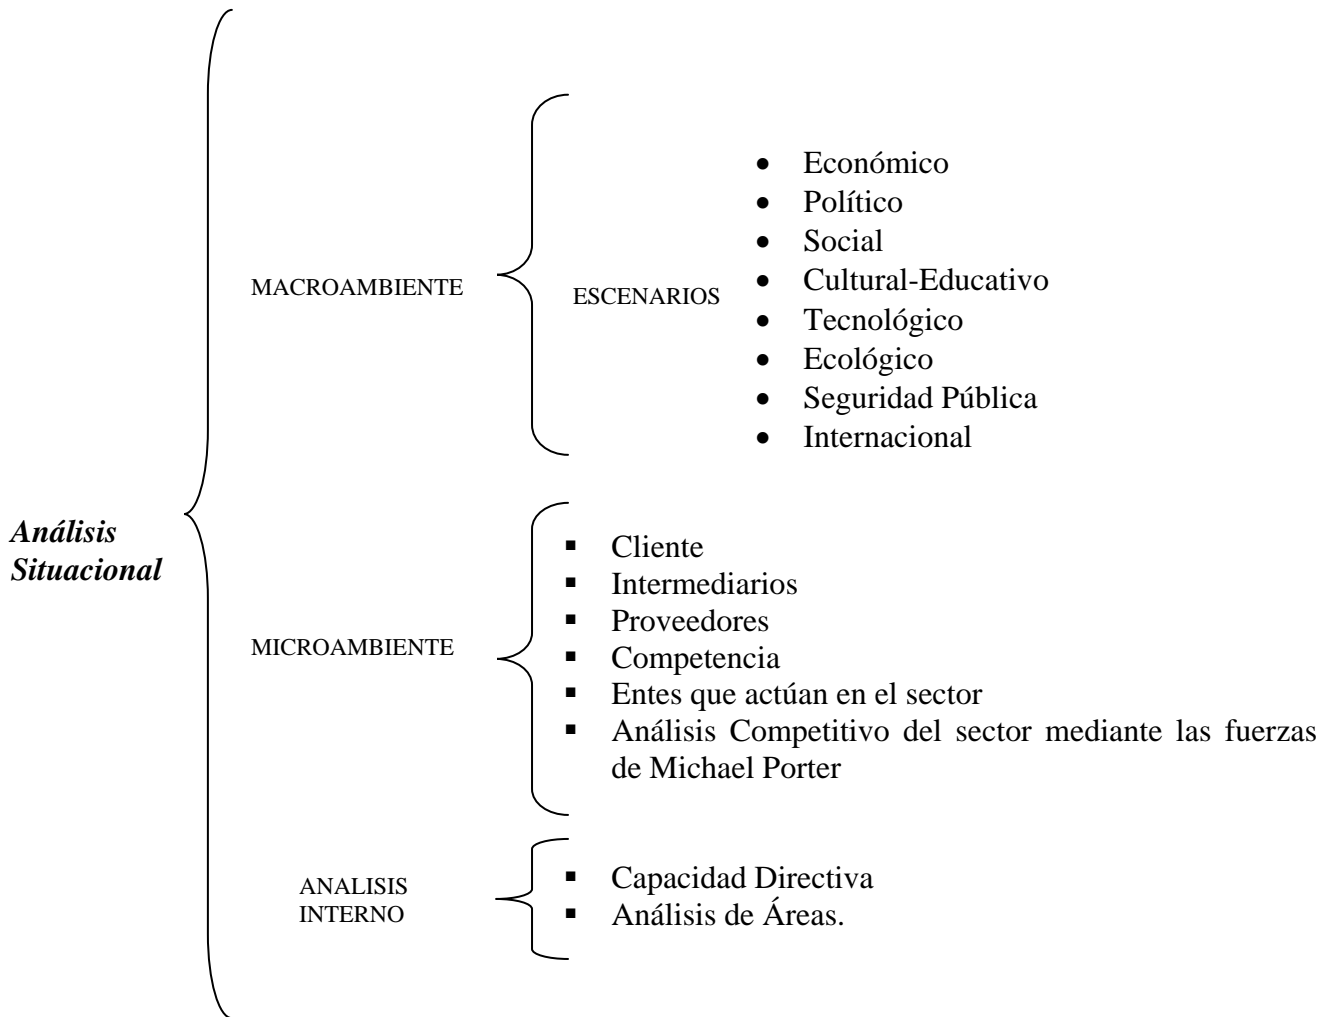 Análisis
Situacional
MACROAMBIENTE
ESCENARIOS
• Económico
• Político
• Social
• Cultural-Educativo
• Tecnológico
• Ecológico
• Seguridad Pública
• Internacional
MICROAMBIENTE
▪ Cliente
▪ Intermediarios
▪ Proveedores
▪ Competencia
▪ Entes que actúan en el sector
▪ Análisis Competitivo del sector mediante las fuerzas
de Michael Porter
ANALISIS
INTERNO
▪ Capacidad Directiva
▪ Análisis de Áreas.